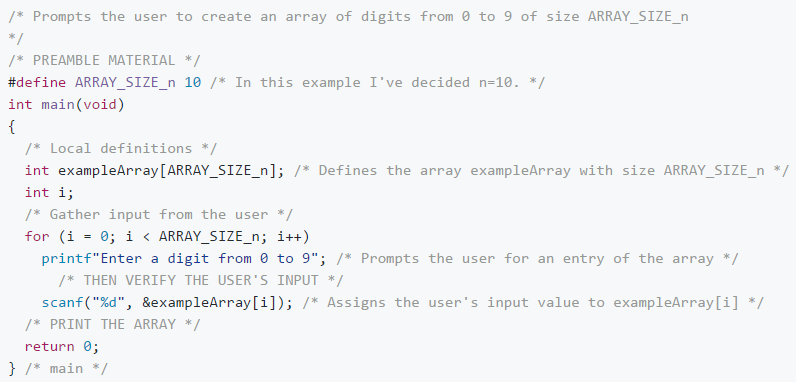 /* Prompts the user to create an array of digits from 0 to 9 of size ARRAY_SIZE_n
*/
/* PREAMBLE MATERIAL */
#define ARRAY_SIZE_n 10 /* In this example I've decided n=10. */
int main(void)
{
  /* Local definitions */
  int exampleArray[ARRAY_SIZE_n]; /* Defines the array exampleArray with size ARRAY_SIZE_n */
  int i;
  /* Gather input from the user */
  for (i = 0; i < ARRAY_SIZE_n; i++)
    printf"Enter a digit from 0 to 9"; /* Prompts the user for an entry of the array */
      /* THEN VERIFY THE USER'S INPUT */
    scanf("%d", &exampleArray[i]); /* Assigns the user's input value to exampleArray[i] */
  /* PRINT THE ARRAY */
  return 0;
} /* main */